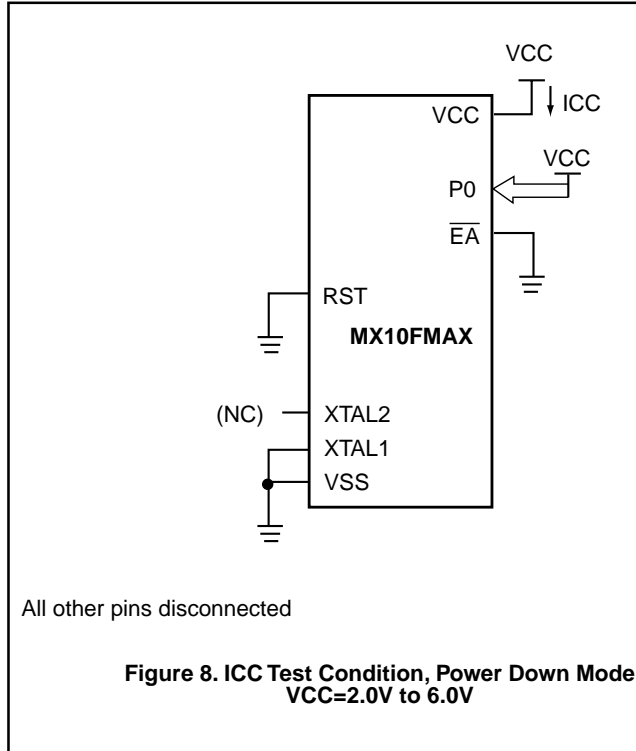 VCC
VCC
ICC
VCC
P0
EA
RST
MX10FMAX
(NC)
XTAL2
XTAL1
VSS
All other pins disconnected
Figure 8. ICC Test Condition, Power Down Mode
VCC=2.0V to 6.0V